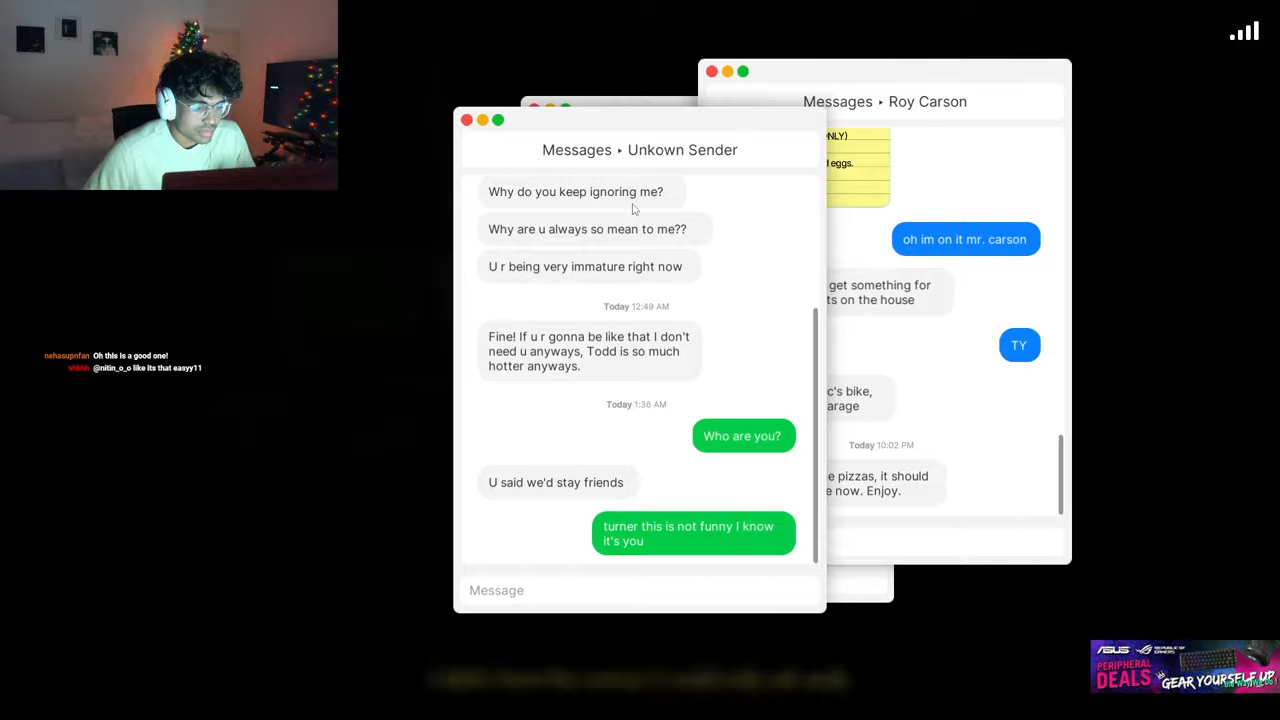 Messages ▸ Roy Carson
NLY)
d eggs.
oh im on it mr. carson
get something for
ts on the house
TY
c's bike,
arage
Today 10:02 PM
e pizzas, it should
e now. Enjoy.
Messages ▸ Unkown Sender
Why do you keep ignoring me?
Why are u always so mean to me??
U r being very immature right now
Today 12:49 AM
Fine! If u r gonna be like that I don't
need u anyways, Todd is so much
hotter anyways.
Today 1:36 AM
Who are you?
U said we'd stay friends
turner this is not funny I know
it's you
Message
nehasupnfan Oh this is a good one!
@nitin_o_o like its that easyy11
ASUS REPUBLIC OF GAMERS
PERIPHERAL
DEALS
GEAR YOURSELF UP